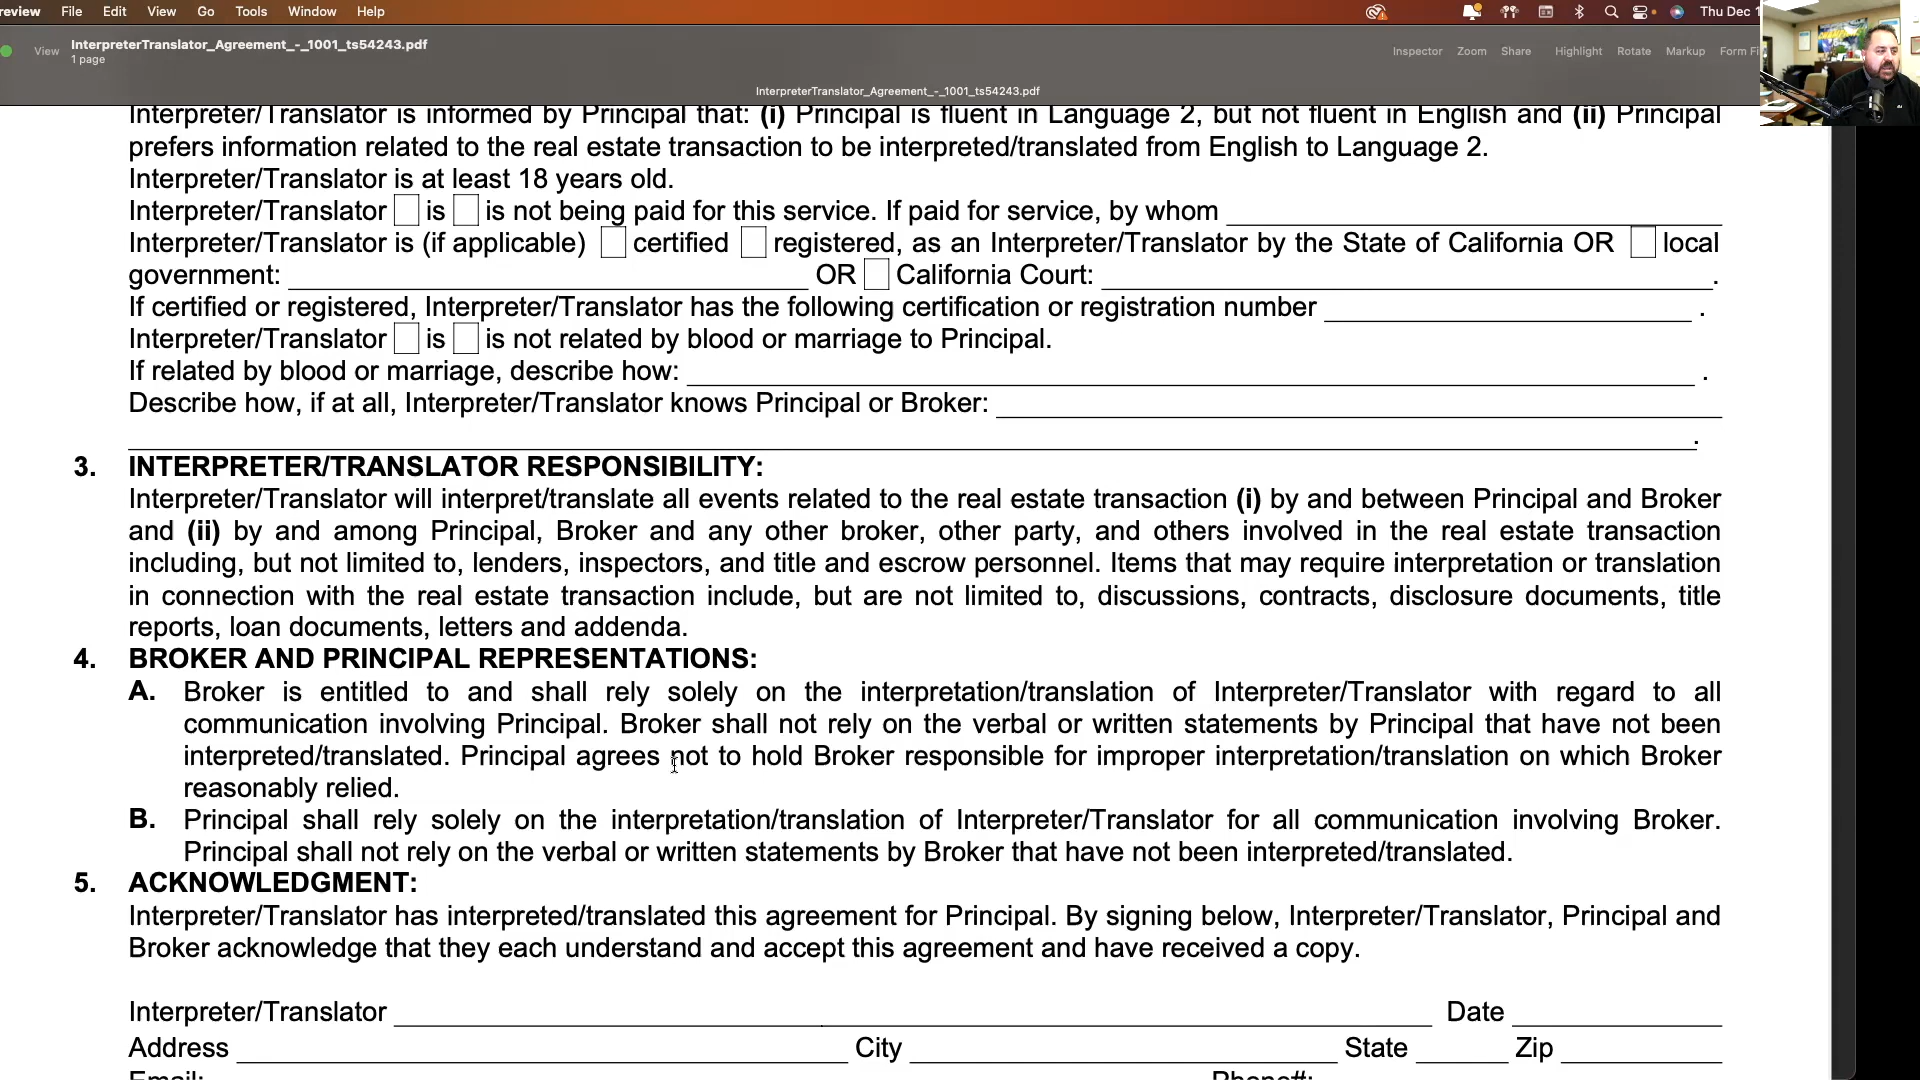 review File Edit View Go Tools Window Help Thu Dec 1
View InterpreterTranslator_Agreement_-_1001_ts54243.pdf
1 page
Inspector Zoom Share Highlight Rotate Markup Form Fi
InterpreterTranslator_Agreement_-_1001_ts54243.pdf
Interpreter/Translator is informed by Principal that: (i) Principal is fluent in Language 2, but not fluent in English and (ii) Principal
prefers information related to the real estate transaction to be interpreted/translated from English to Language 2.
Interpreter/Translator is at least 18 years old.
Interpreter/Translator is is not being paid for this service. If paid for service, by whom
Interpreter/Translator is (if applicable) certified registered, as an Interpreter/Translator by the State of California OR local
government: OR California Court: .
If certified or registered, Interpreter/Translator has the following certification or registration number .
Interpreter/Translator is is not related by blood or marriage to Principal.
If related by blood or marriage, describe how: .
Describe how, if at all, Interpreter/Translator knows Principal or Broker:
.
3. INTERPRETER/TRANSLATOR RESPONSIBILITY:
Interpreter/Translator will interpret/translate all events related to the real estate transaction (i) by and between Principal and Broker
and (ii) by and among Principal, Broker and any other broker, other party, and others involved in the real estate transaction
including, but not limited to, lenders, inspectors, and title and escrow personnel. Items that may require interpretation or translation
in connection with the real estate transaction include, but are not limited to, discussions, contracts, disclosure documents, title
reports, loan documents, letters and addenda.
4. BROKER AND PRINCIPAL REPRESENTATIONS:
A. Broker is entitled to and shall rely solely on the interpretation/translation of Interpreter/Translator with regard to all
communication involving Principal. Broker shall not rely on the verbal or written statements by Principal that have not been
interpreted/translated. Principal agrees not to hold Broker responsible for improper interpretation/translation on which Broker
reasonably relied.
B. Principal shall rely solely on the interpretation/translation of Interpreter/Translator for all communication involving Broker.
Principal shall not rely on the verbal or written statements by Broker that have not been interpreted/translated.
5. ACKNOWLEDGMENT:
Interpreter/Translator has interpreted/translated this agreement for Principal. By signing below, Interpreter/Translator, Principal and
Broker acknowledge that they each understand and accept this agreement and have received a copy.
Interpreter/Translator Date
Address City State Zip
Email: Phone#: